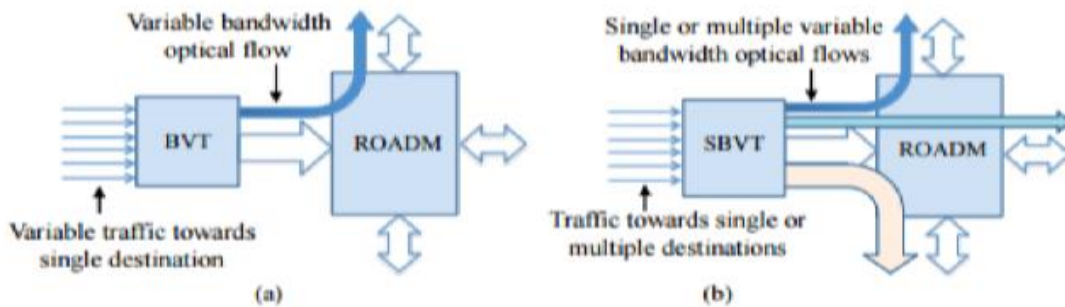 Variable bandwidth
optical flow
BVT
ROADM
Variable traffic towards
single destination
(a)
Single or multiple variable
bandwidth optical flows
SBVT
ROADM
Traffic towards single or
multiple destinations
(b)